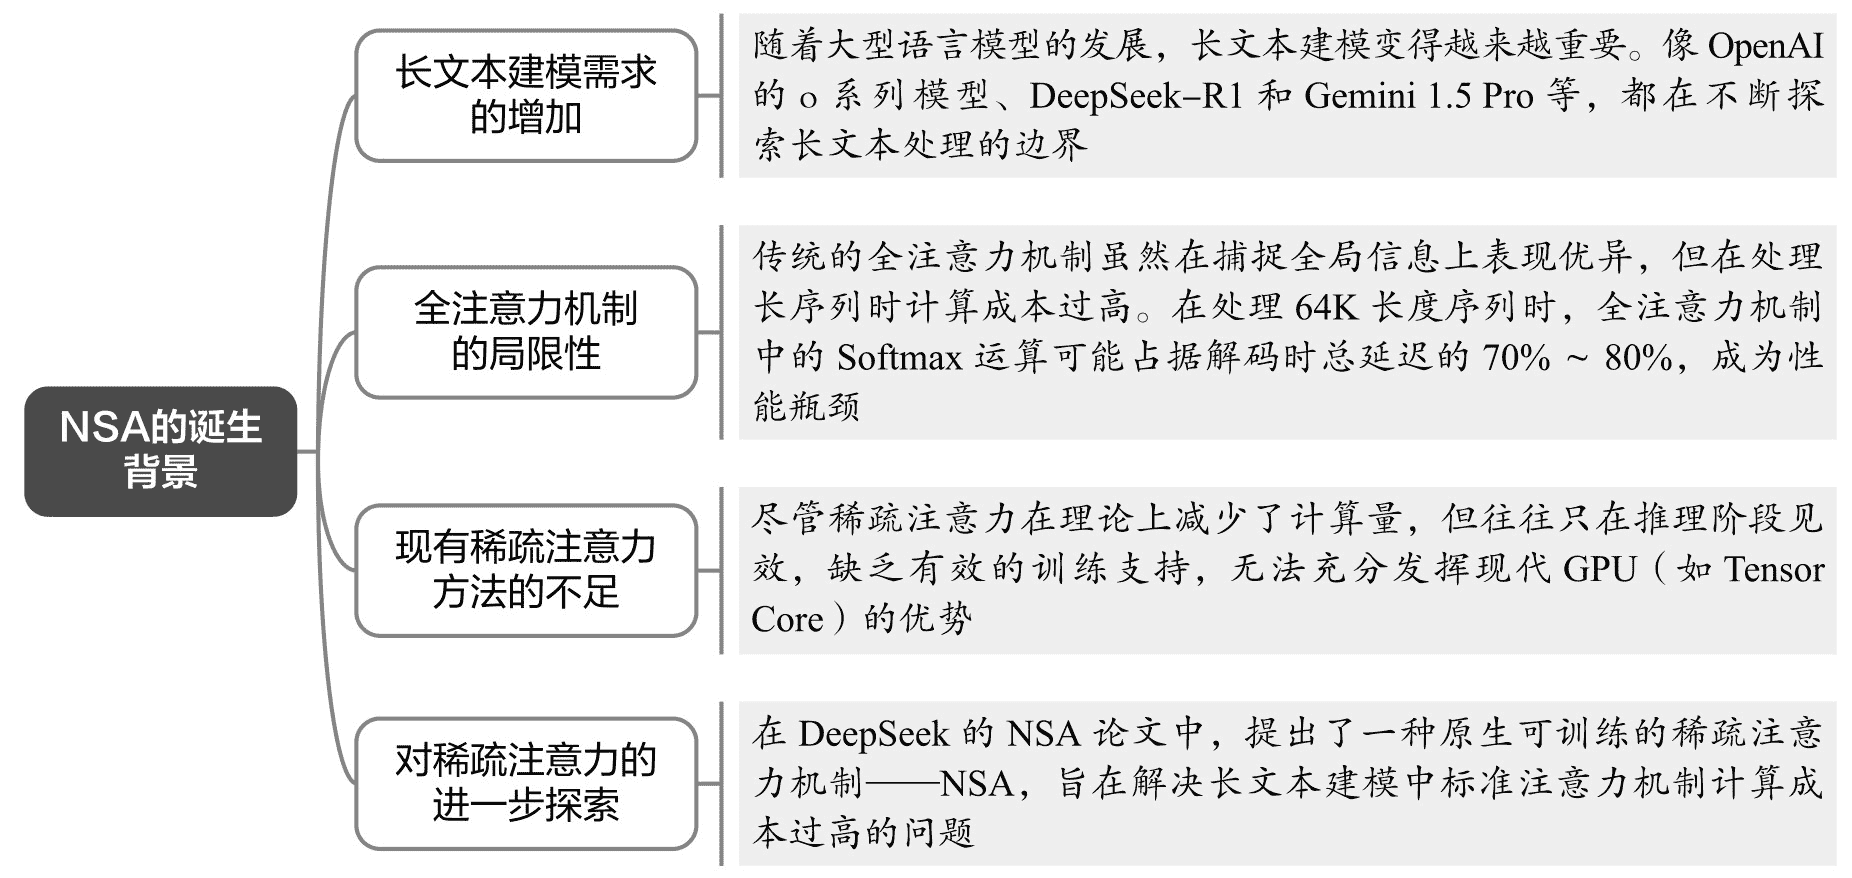 NSA的诞生
背景
长文本建模需求
的增加
随着大型语言模型的发展，长文本建模变得越来越重要。像 OpenAI
的 o 系列模型、DeepSeek-R1 和 Gemini 1.5 Pro 等，都在不断探
索长文本处理的边界
全注意力机制
的局限性
传统的全注意力机制虽然在捕捉全局信息上表现优异，但在处理
长序列时计算成本过高。在处理 64K 长度序列时，全注意力机制
中的 Softmax 运算可能占据解码时总延迟的 70% ~ 80%，成为性
能瓶颈
现有稀疏注意力
方法的不足
尽管稀疏注意力在理论上减少了计算量，但往往只在推理阶段见
效，缺乏有效的训练支持，无法充分发挥现代 GPU（如 Tensor
Core）的优势
对稀疏注意力的
进一步探索
在 DeepSeek 的 NSA 论文中，提出了一种原生可训练的稀疏注意
力机制——NSA，旨在解决长文本建模中标准注意力机制计算成
本过高的问题